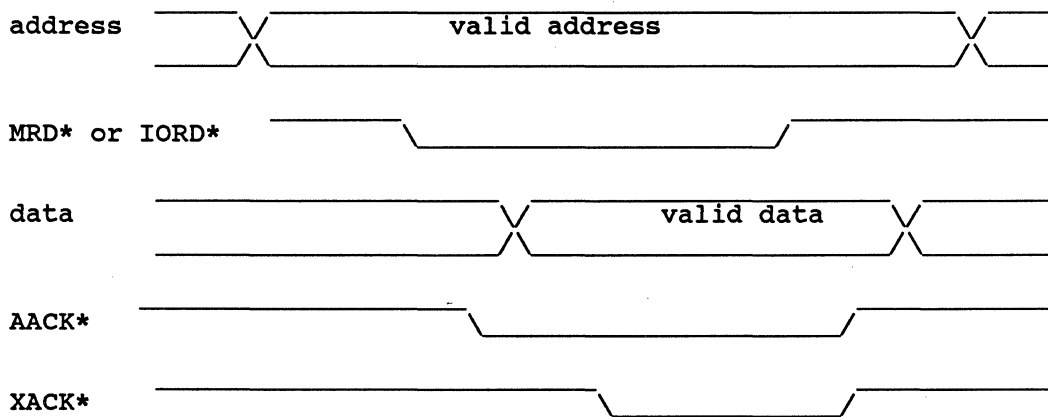 address valid address
MRD* or IORD*
data valid data
AACK*
XACK*